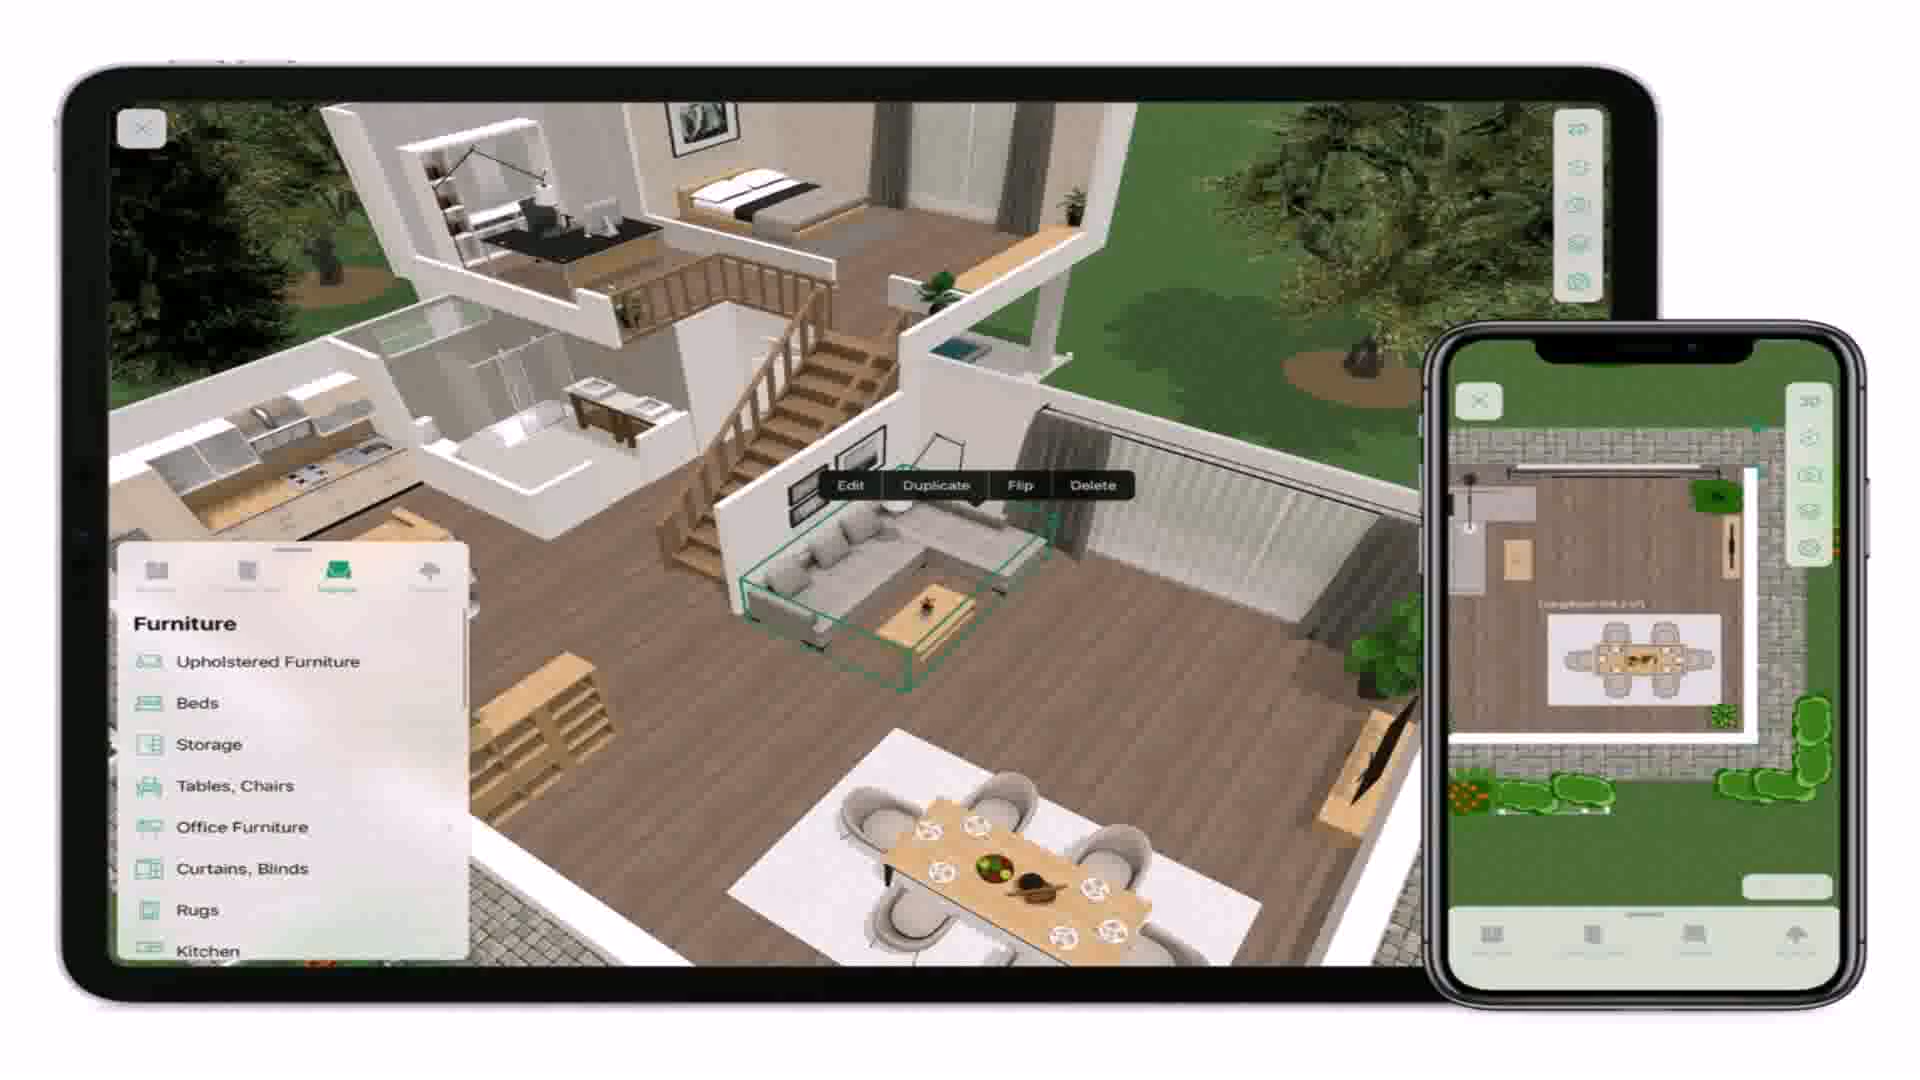 Edit Duplicate Flip Delete
Furniture
Upholstered Furniture
Beds
Storage
Tables, Chairs
Office Furniture
Curtains, Blinds
Rugs
Kitchen
3D